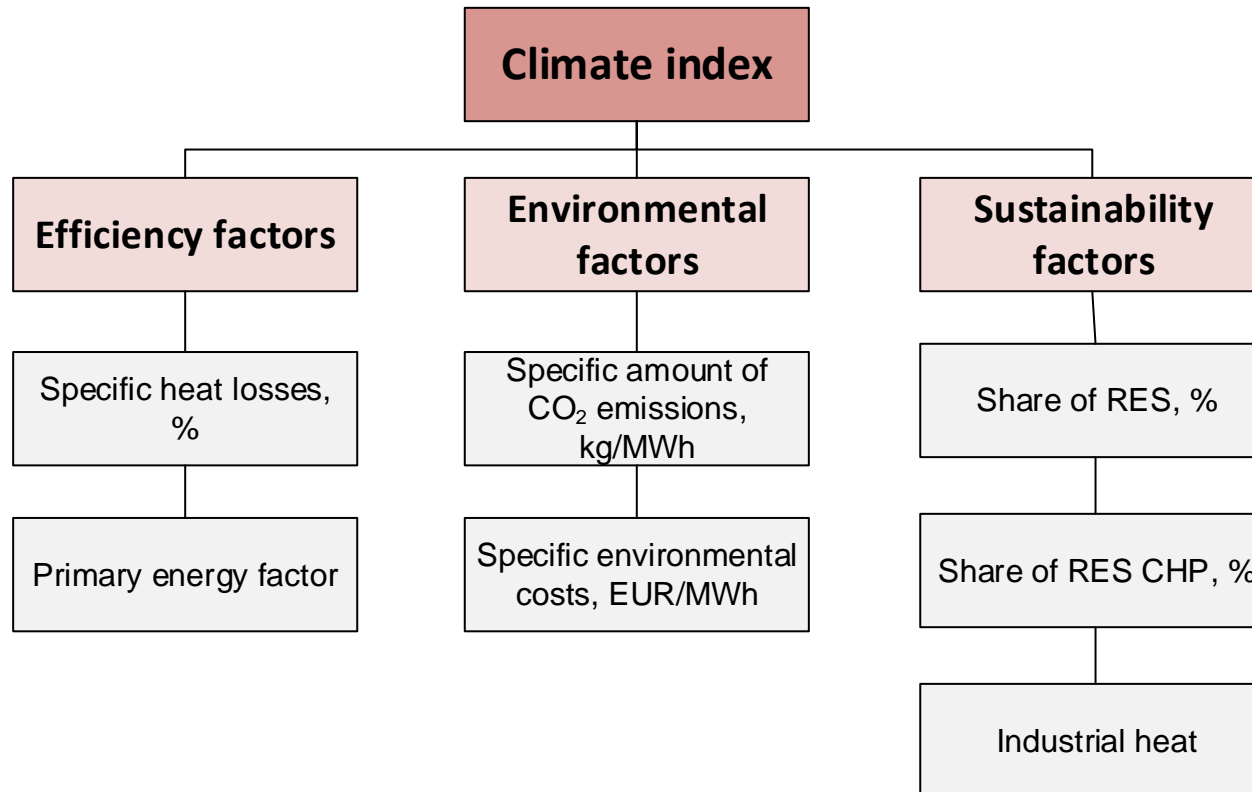 Climate index
Efficiency factors
Environmental
factors
Sustainability
factors
Specific heat losses,
%
Specific amount of
CO₂ emissions,
kg/MWh
Share of RES, %
Primary energy factor
Specific environmental
costs, EUR/MWh
Share of RES CHP, %
Industrial heat